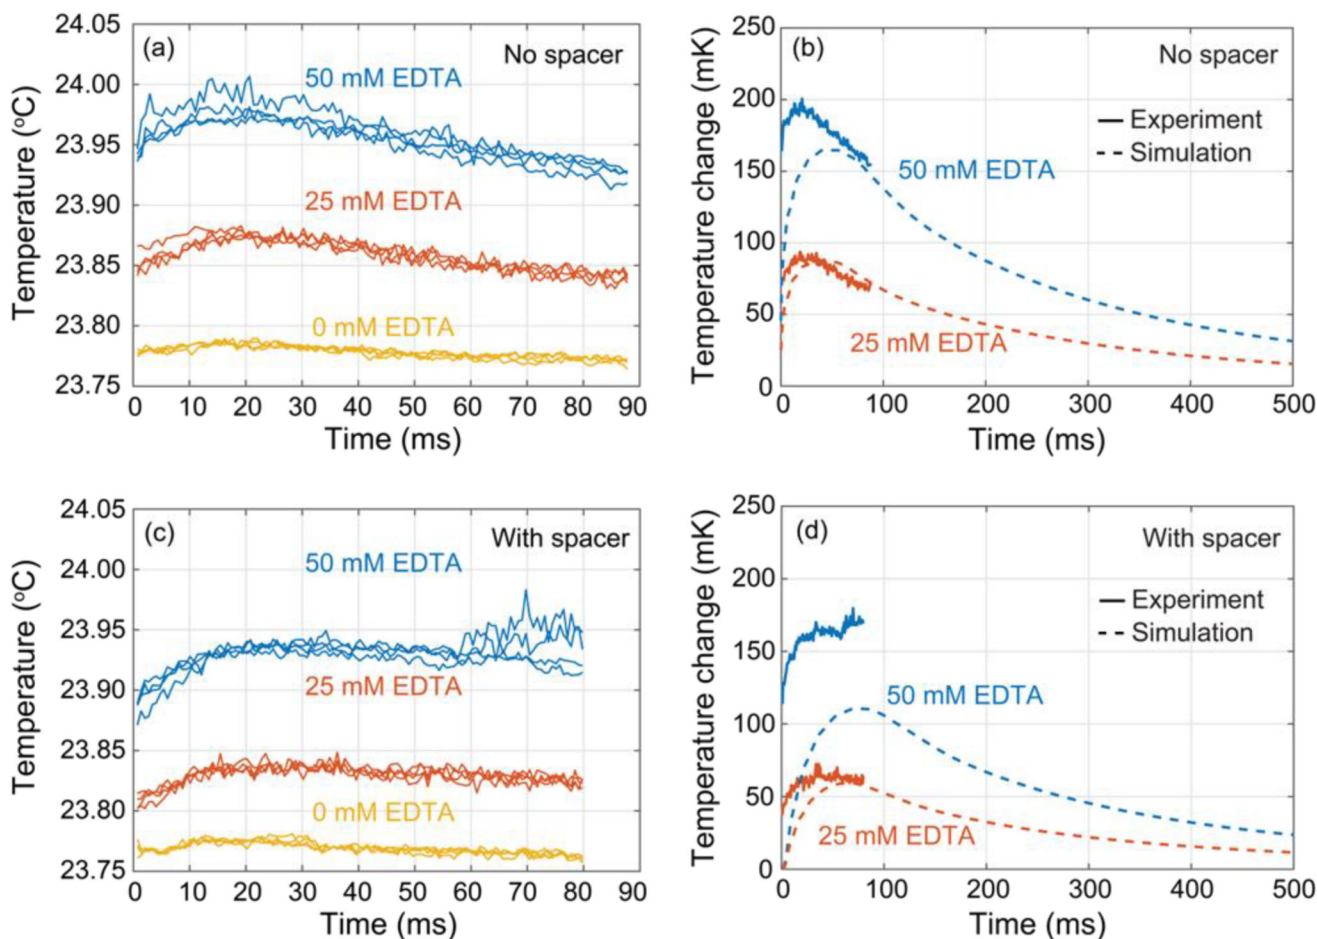 (a)
No spacer
50 mM EDTA
25 mM EDTA
0 mM EDTA
Temperature (°C)
24.05
24.00
23.95
23.90
23.85
23.80
23.75
0 10 20 30 40 50 60 70 80 90
Time (ms)
(b)
No spacer
Experiment
Simulation
50 mM EDTA
25 mM EDTA
Temperature change (mK)
250
200
150
100
50
0
0 100 200 300 400 500
Time (ms)
(c)
With spacer
50 mM EDTA
25 mM EDTA
0 mM EDTA
Temperature (°C)
24.05
24.00
23.95
23.90
23.85
23.80
23.75
0 10 20 30 40 50 60 70 80 90
Time (ms)
(d)
With spacer
Experiment
Simulation
50 mM EDTA
25 mM EDTA
Temperature change (mK)
250
200
150
100
50
0
0 100 200 300 400 500
Time (ms)